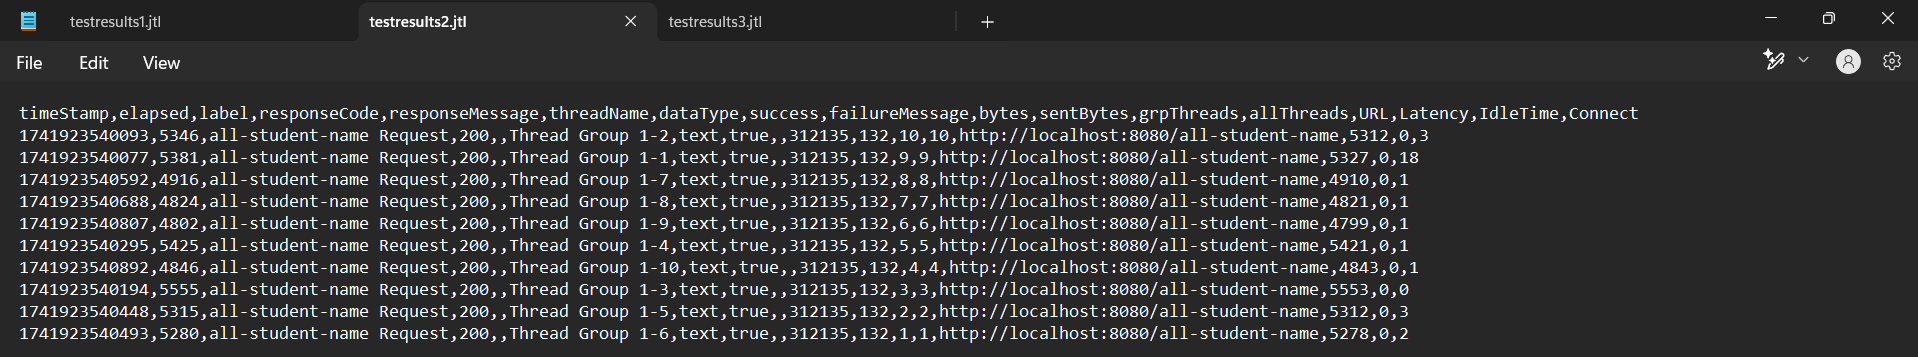 testresults1.jtl testresults2.jtl testresults3.jtl
File Edit View
timeStamp,elapsed,label,responseCode,responseMessage,threadName,dataType,success,failureMessage,bytes,sentBytes,grpThreads,allThreads,URL,Latency,IdleTime,Connect
1741923540093,5346,all-student-name Request,200,,Thread Group 1-2,text,true,,312135,132,10,10,http://localhost:8080/all-student-name,5312,0,3
1741923540077,5381,all-student-name Request,200,,Thread Group 1-1,text,true,,312135,132,9,9,http://localhost:8080/all-student-name,5327,0,18
1741923540592,4916,all-student-name Request,200,,Thread Group 1-7,text,true,,312135,132,8,8,http://localhost:8080/all-student-name,4910,0,1
1741923540688,4824,all-student-name Request,200,,Thread Group 1-8,text,true,,312135,132,7,7,http://localhost:8080/all-student-name,4821,0,1
1741923540807,4802,all-student-name Request,200,,Thread Group 1-9,text,true,,312135,132,6,6,http://localhost:8080/all-student-name,4799,0,1
1741923540295,5425,all-student-name Request,200,,Thread Group 1-4,text,true,,312135,132,5,5,http://localhost:8080/all-student-name,5421,0,1
1741923540892,4846,all-student-name Request,200,,Thread Group 1-10,text,true,,312135,132,4,4,http://localhost:8080/all-student-name,4843,0,1
1741923540194,5555,all-student-name Request,200,,Thread Group 1-3,text,true,,312135,132,3,3,http://localhost:8080/all-student-name,5553,0,0
1741923540448,5315,all-student-name Request,200,,Thread Group 1-5,text,true,,312135,132,2,2,http://localhost:8080/all-student-name,5312,0,3
1741923540493,5280,all-student-name Request,200,,Thread Group 1-6,text,true,,312135,132,1,1,http://localhost:8080/all-student-name,5278,0,2